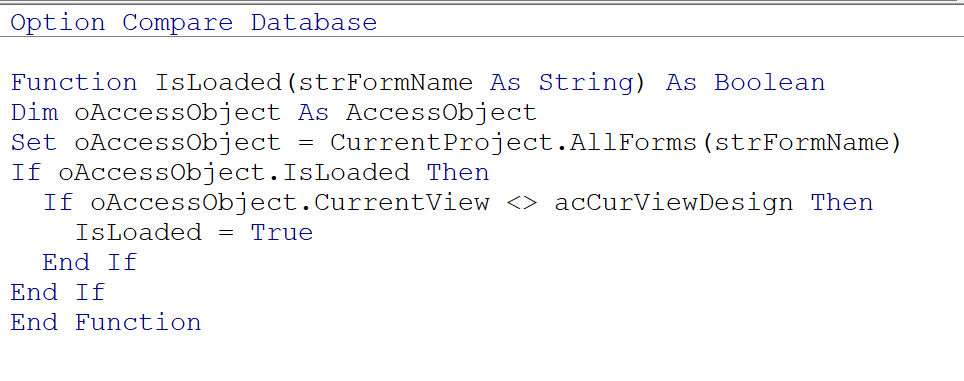 Option Compare Database
Function IsLoaded(strFormName As String) As Boolean
Dim oAccessObject As AccessObject
Set oAccessObject = CurrentProject.AllForms(strFormName)
If oAccessObject.IsLoaded Then
  If oAccessObject.CurrentView <> acCurViewDesign Then
    IsLoaded = True
  End If
End If
End Function